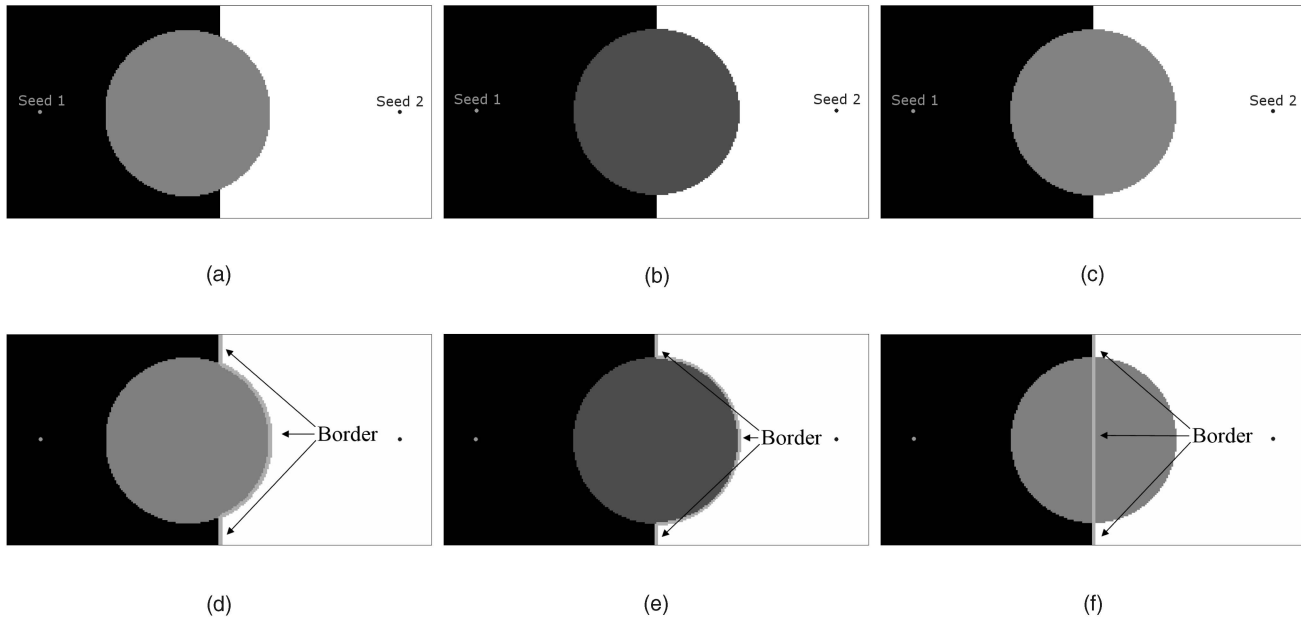 Seed 1
Seed 2
Seed 1
Seed 2
Seed 1
Seed 2
(a)
(b)
(c)
Border
Border
Border
(d)
(e)
(f)